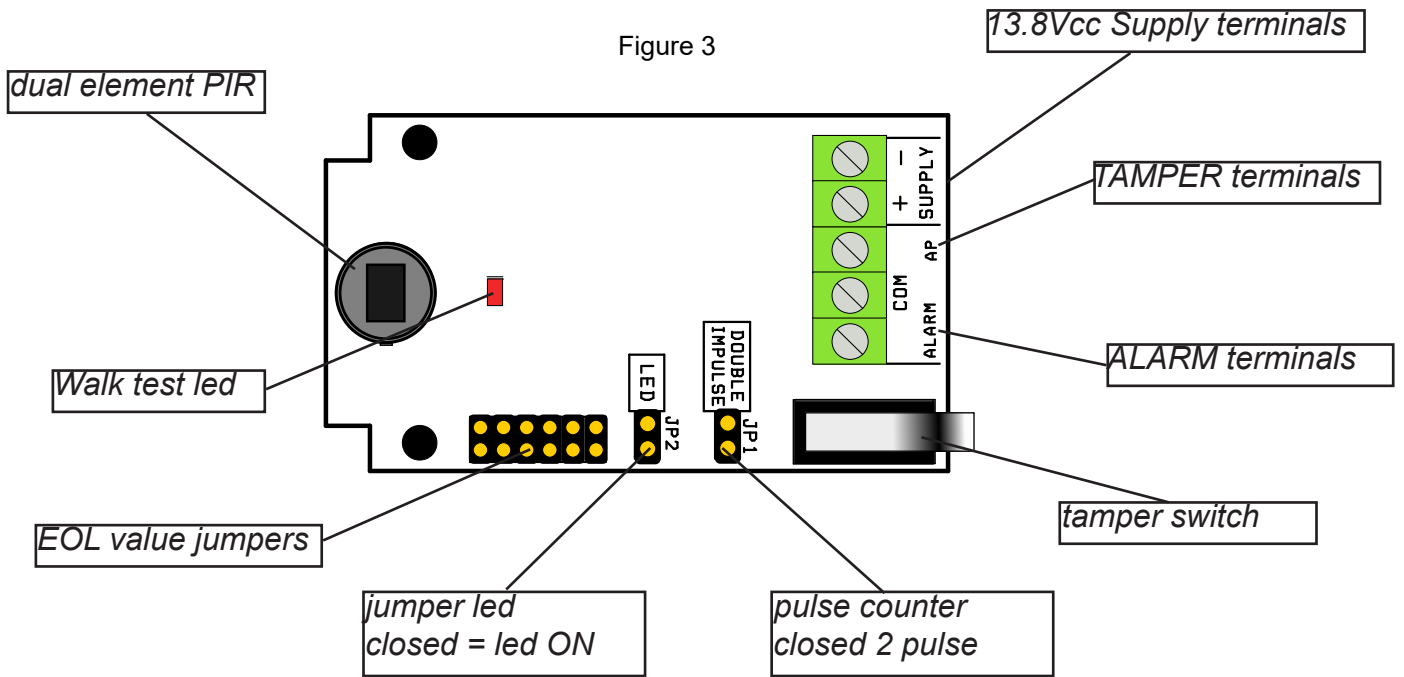 Figure 3
13.8Vcc Supply terminals
dual element PIR
TAMPER terminals
- +
SUPPLY
AP
COM
ALARM
ALARM terminals
Walk test led
LED
JP2
DOUBLE
IMPULSE
JP1
EOL value jumpers
tamper switch
jumper led
closed = led ON
pulse counter
closed 2 pulse